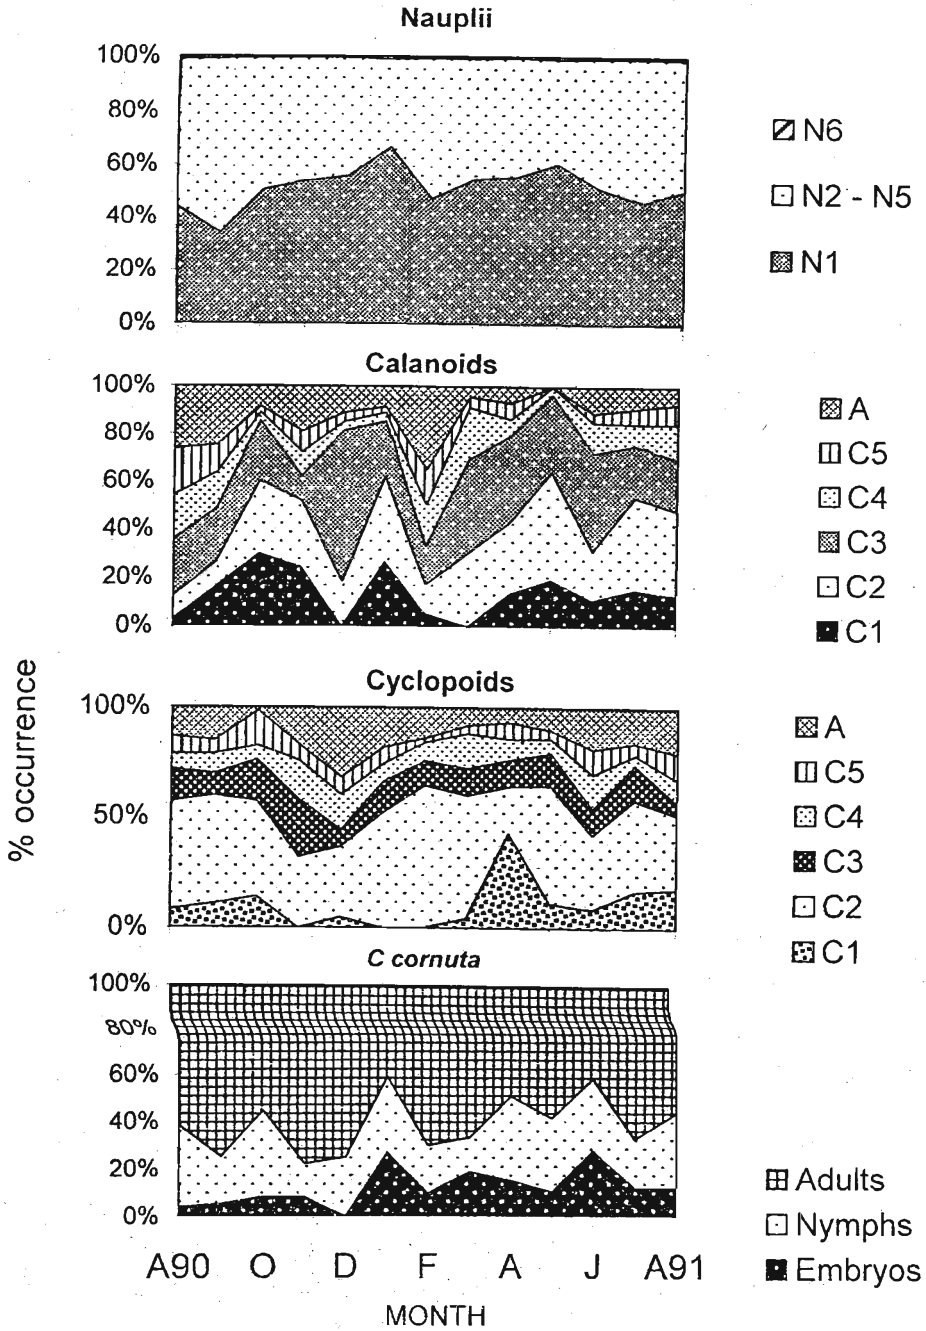 Nauplii
100%
80%
60%
40%
20%
0%
N6
N2 - N5
N1
Calanoids
100%
80%
60%
40%
20%
0%
A
C5
C4
C3
C2
C1
% occurrence
Cyclopoids
100%
50%
0%
A
C5
C4
C3
C2
C1
C cornuta
100%
80%
60%
40%
20%
0%
Adults
Nymphs
Embryos
A90 O D F A J A91
MONTH